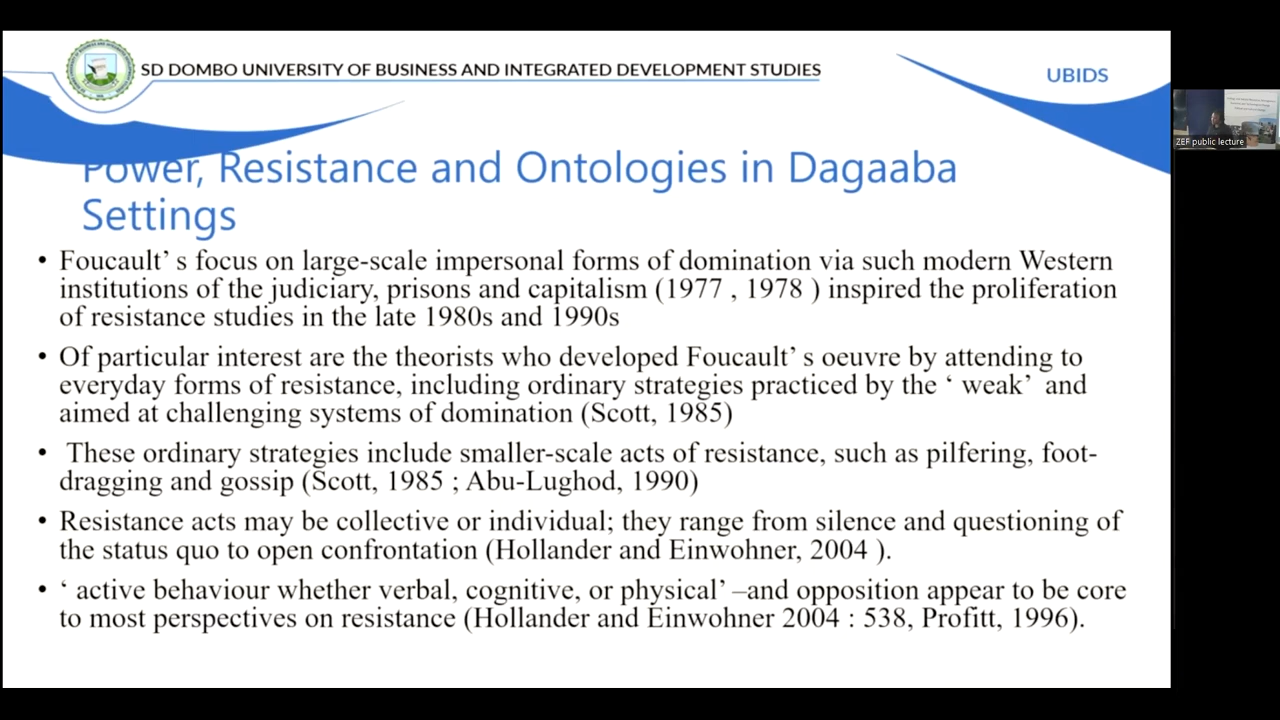 SD DOMBO UNIVERSITY OF BUSINESS AND INTEGRATED DEVELOPMENT STUDIES
UBIDS
ZEF public lecture
Power, Resistance and Ontologies in Dagaaba
Settings
• Foucault’ s focus on large-scale impersonal forms of domination via such modern Western
institutions of the judiciary, prisons and capitalism (1977 , 1978 ) inspired the proliferation
of resistance studies in the late 1980s and 1990s
• Of particular interest are the theorists who developed Foucault’ s oeuvre by attending to
everyday forms of resistance, including ordinary strategies practiced by the ‘ weak’ and
aimed at challenging systems of domination (Scott, 1985)
• These ordinary strategies include smaller-scale acts of resistance, such as pilfering, foot-
dragging and gossip (Scott, 1985 ; Abu-Lughod, 1990)
• Resistance acts may be collective or individual; they range from silence and questioning of
the status quo to open confrontation (Hollander and Einwohner, 2004 ).
• ‘ active behaviour whether verbal, cognitive, or physical’ –and opposition appear to be core
to most perspectives on resistance (Hollander and Einwohner 2004 : 538, Profitt, 1996).